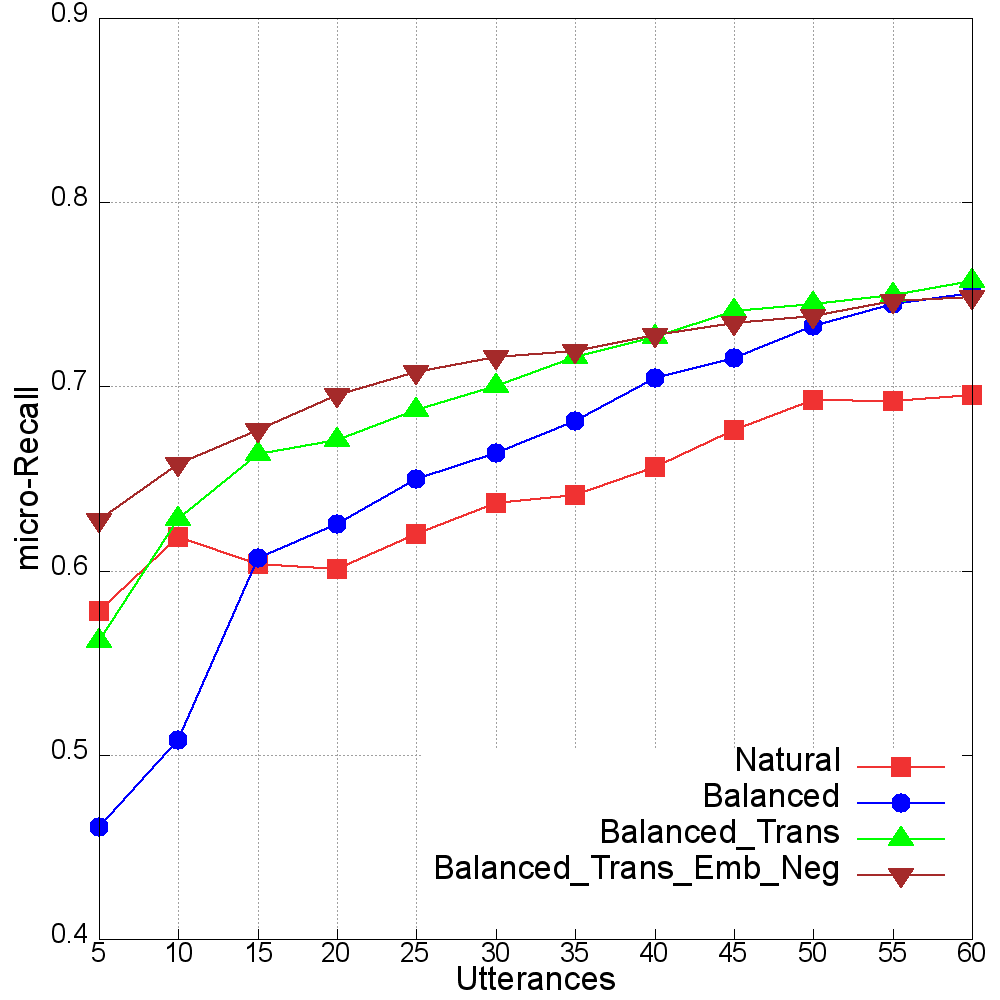 0.9
0.8
0.7
0.6
0.5
0.4
micro-Recall
Natural
Balanced
Balanced_Trans
Balanced_Trans_Emb_Neg
5 10 15 20 25 30 35 40 45 50 55 60
Utterances